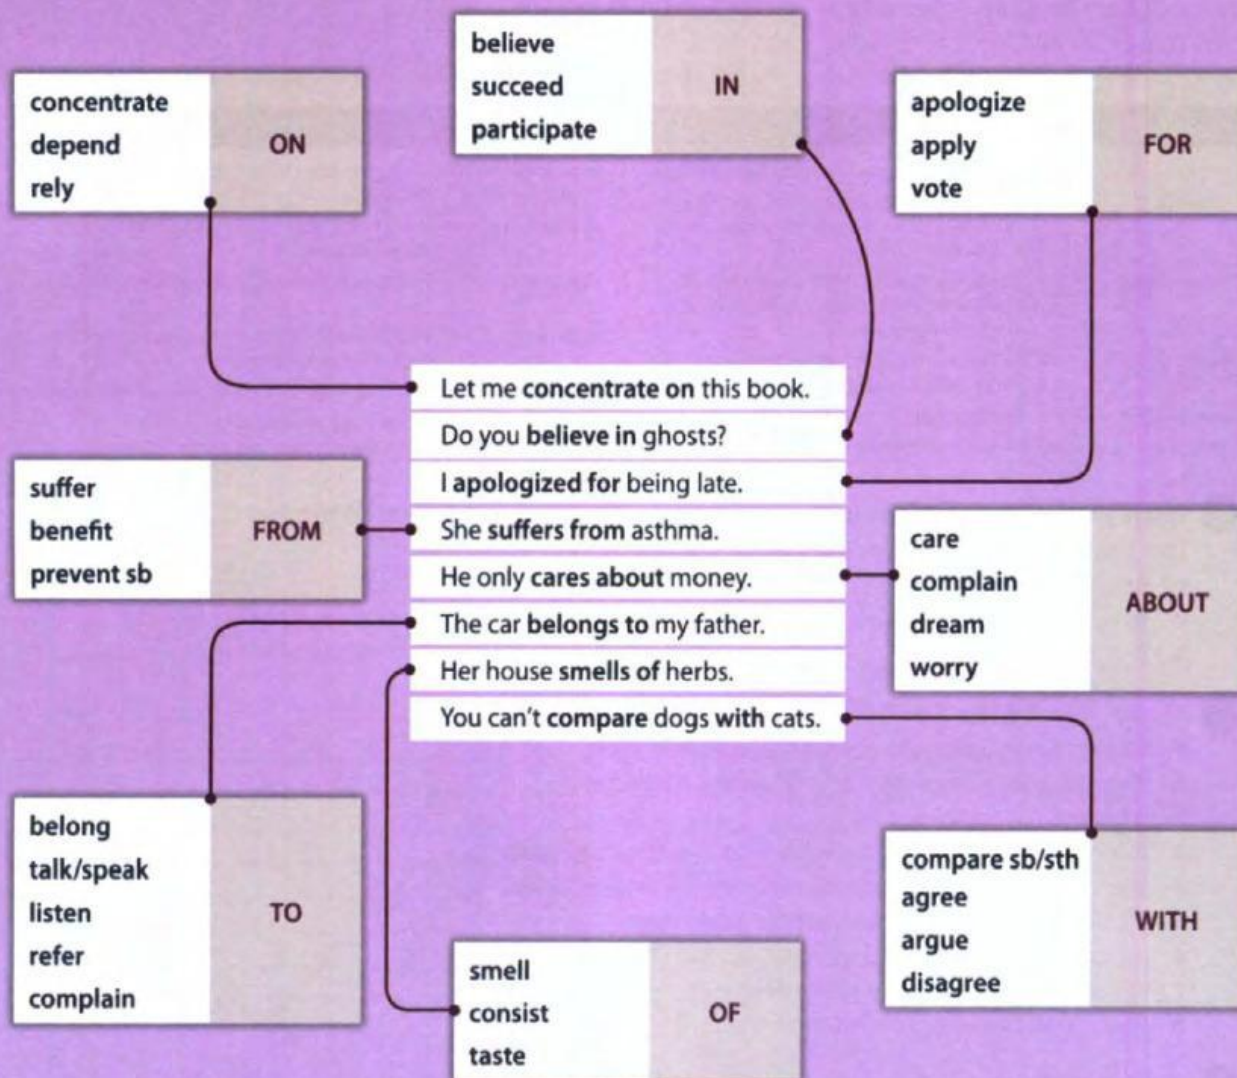 believe
succeed
participate
IN
concentrate
depend
rely
ON
apologize
apply
vote
FOR
Let me concentrate on this book.
Do you believe in ghosts?
I apologized for being late.
She suffers from asthma.
He only cares about money.
The car belongs to my father.
Her house smells of herbs.
You can't compare dogs with cats.
suffer
benefit
prevent sb
FROM
care
complain
dream
worry
ABOUT
belong
talk/speak
listen
refer
complain
TO
smell
consist
taste
OF
compare sb/sth
agree
argue
disagree
WITH